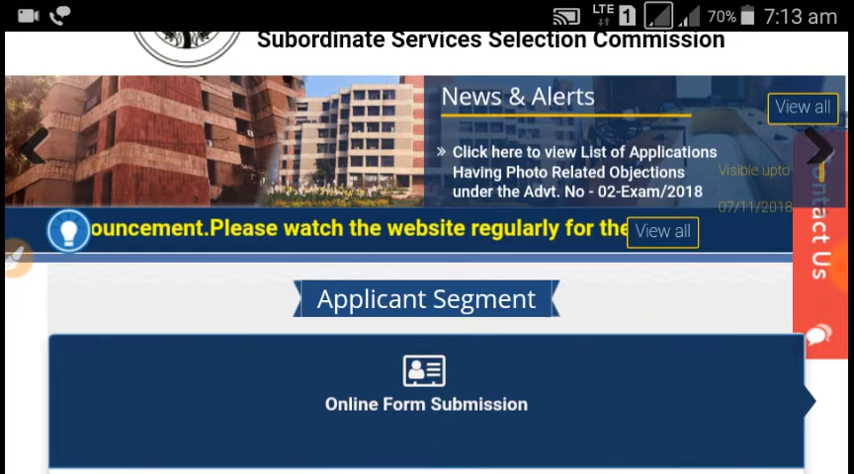 LTE 1 70% 7:13 am
Subordinate Services Selection Commission
News & Alerts
View all
» Click here to view List of Applications
Having Photo Related Objections
under the Advt. No - 02-Exam/2018
Visible upto
:
07/11/2018
ouncement.Please watch the website regularly for the
View all
Contact Us
Applicant Segment
Online Form Submission